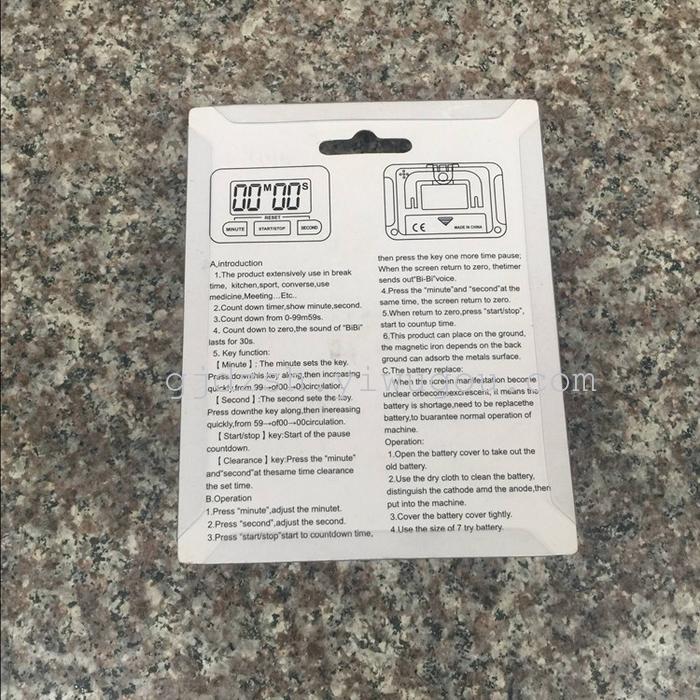 00 M 00 S
RESET
MINUTE START/STOP SECOND
A,introduction
1.The product extensively use in break
time, kitchen,sport, converse,use
medicine,Meeting...Etc..
2.Count down timer,show minute,second.
3.Count down from 0-99m59s.
4. Count down to zero,the sound of "BiBi"
lasts for 30s.
5. Key function:
[ Minute ] : The minute sets the key.
Press down this key along,then increasing
quickly,from 99→of00→00circulation.
[ Second ] :The second sete the key.
Press downthe key along,then inereasing
quickly,from 59→of00→00circulation.
[ Start/stop ] key:Start of the pause
countdown.
[ Clearance ] key:Press the "minute"
and"second"at thesame time clearance
the set time.
B.Operation
1.Press "minute",adjust the minutet.
2.Press "second",adjust the second.
3.Press "start/stop"start to countdown time,
CE MADE IN CHINA
then press the key one more time pause;
When the screen return to zero, thetimer
sends out"Bi-Bi"voice.
4.Press the "minute"and "second"at the
same time, the screen return to zero.
5.When return to zero,press "start/stop",
start to countup time.
6.This product can place on the ground,
the magnetic iron depends on the back
ground can adsorb the metals surface.
C.The battery replace:
manifestation become
unclear orbecom,excrescent, it means the
battery is shortage,need to be replacethe
battery,to buarantee normal operation of
machine.
Operation:
1.Open the battery cover to take out the
old battery.
2.Use the dry cloth to clean the battery,
distinguish the cathode amd the anode,then
put into the machine.
3.Cover the battery cover tightly.
4.Use the size of 7 try battery.